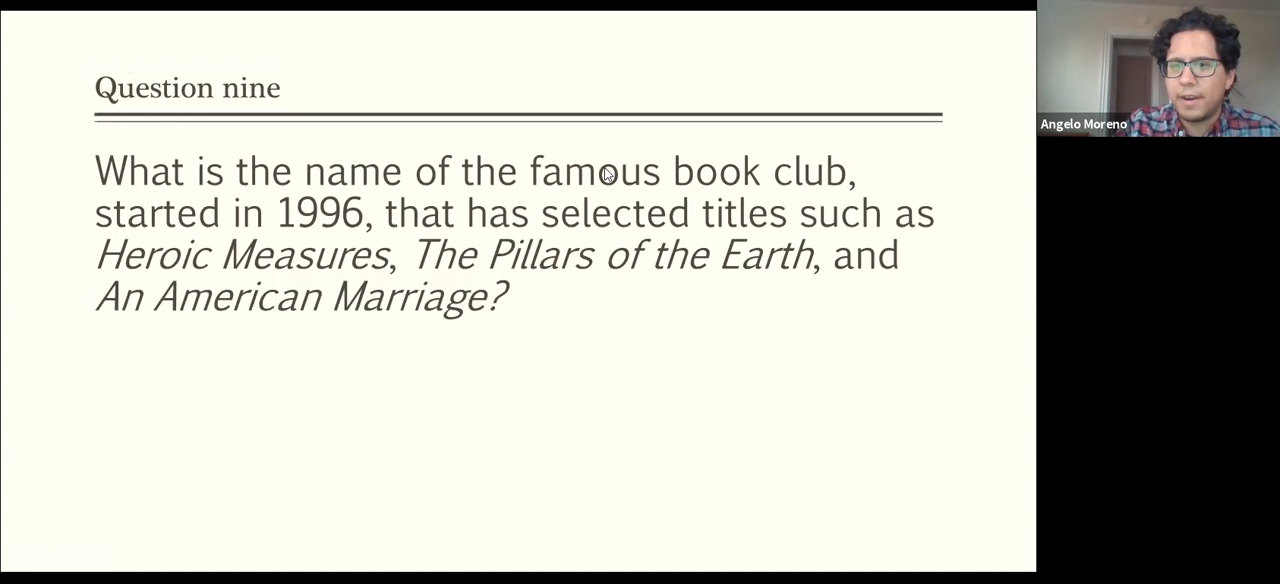 Question nine
What is the name of the famous book club,
started in 1996, that has selected titles such as
Heroic Measures, The Pillars of the Earth, and
An American Marriage?
Angelo Moreno